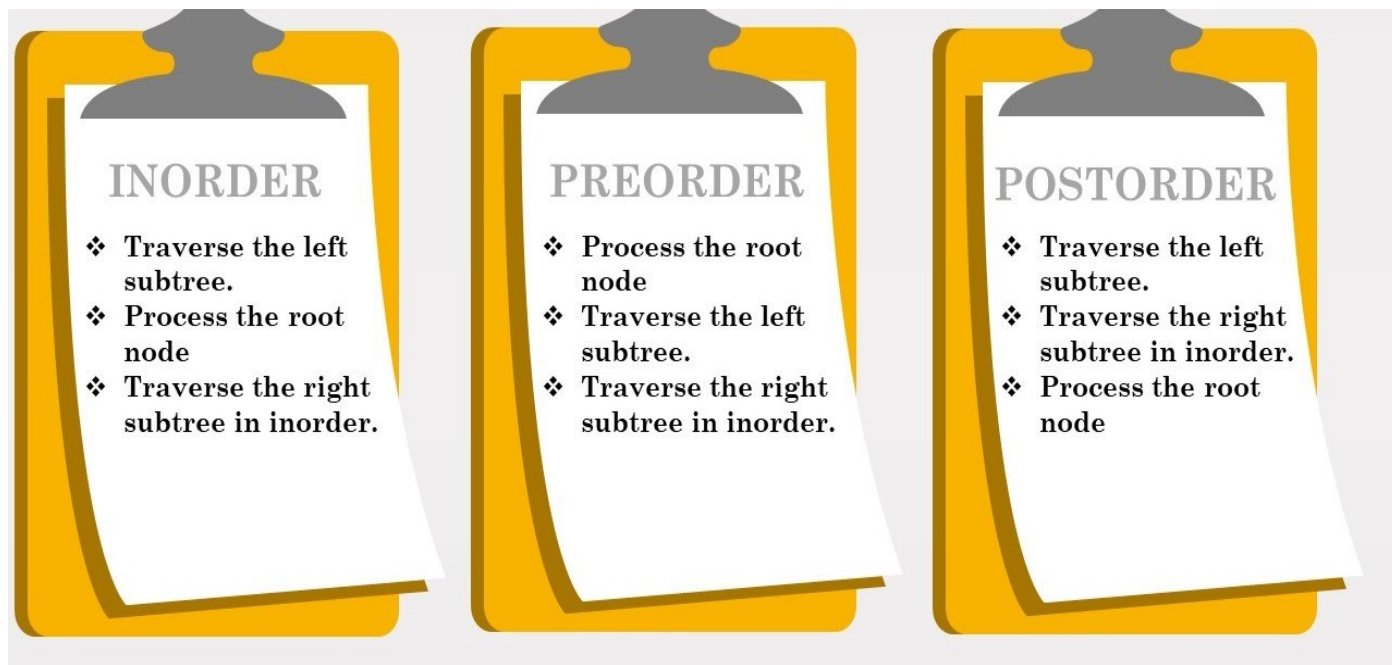 INORDER
❖ Traverse the left
subtree.
❖ Process the root
node
❖ Traverse the right
subtree in inorder.
PREORDER
❖ Process the root
node
❖ Traverse the left
subtree.
❖ Traverse the right
subtree in inorder.
POSTORDER
❖ Traverse the left
subtree.
❖ Traverse the right
subtree in inorder.
❖ Process the root
node